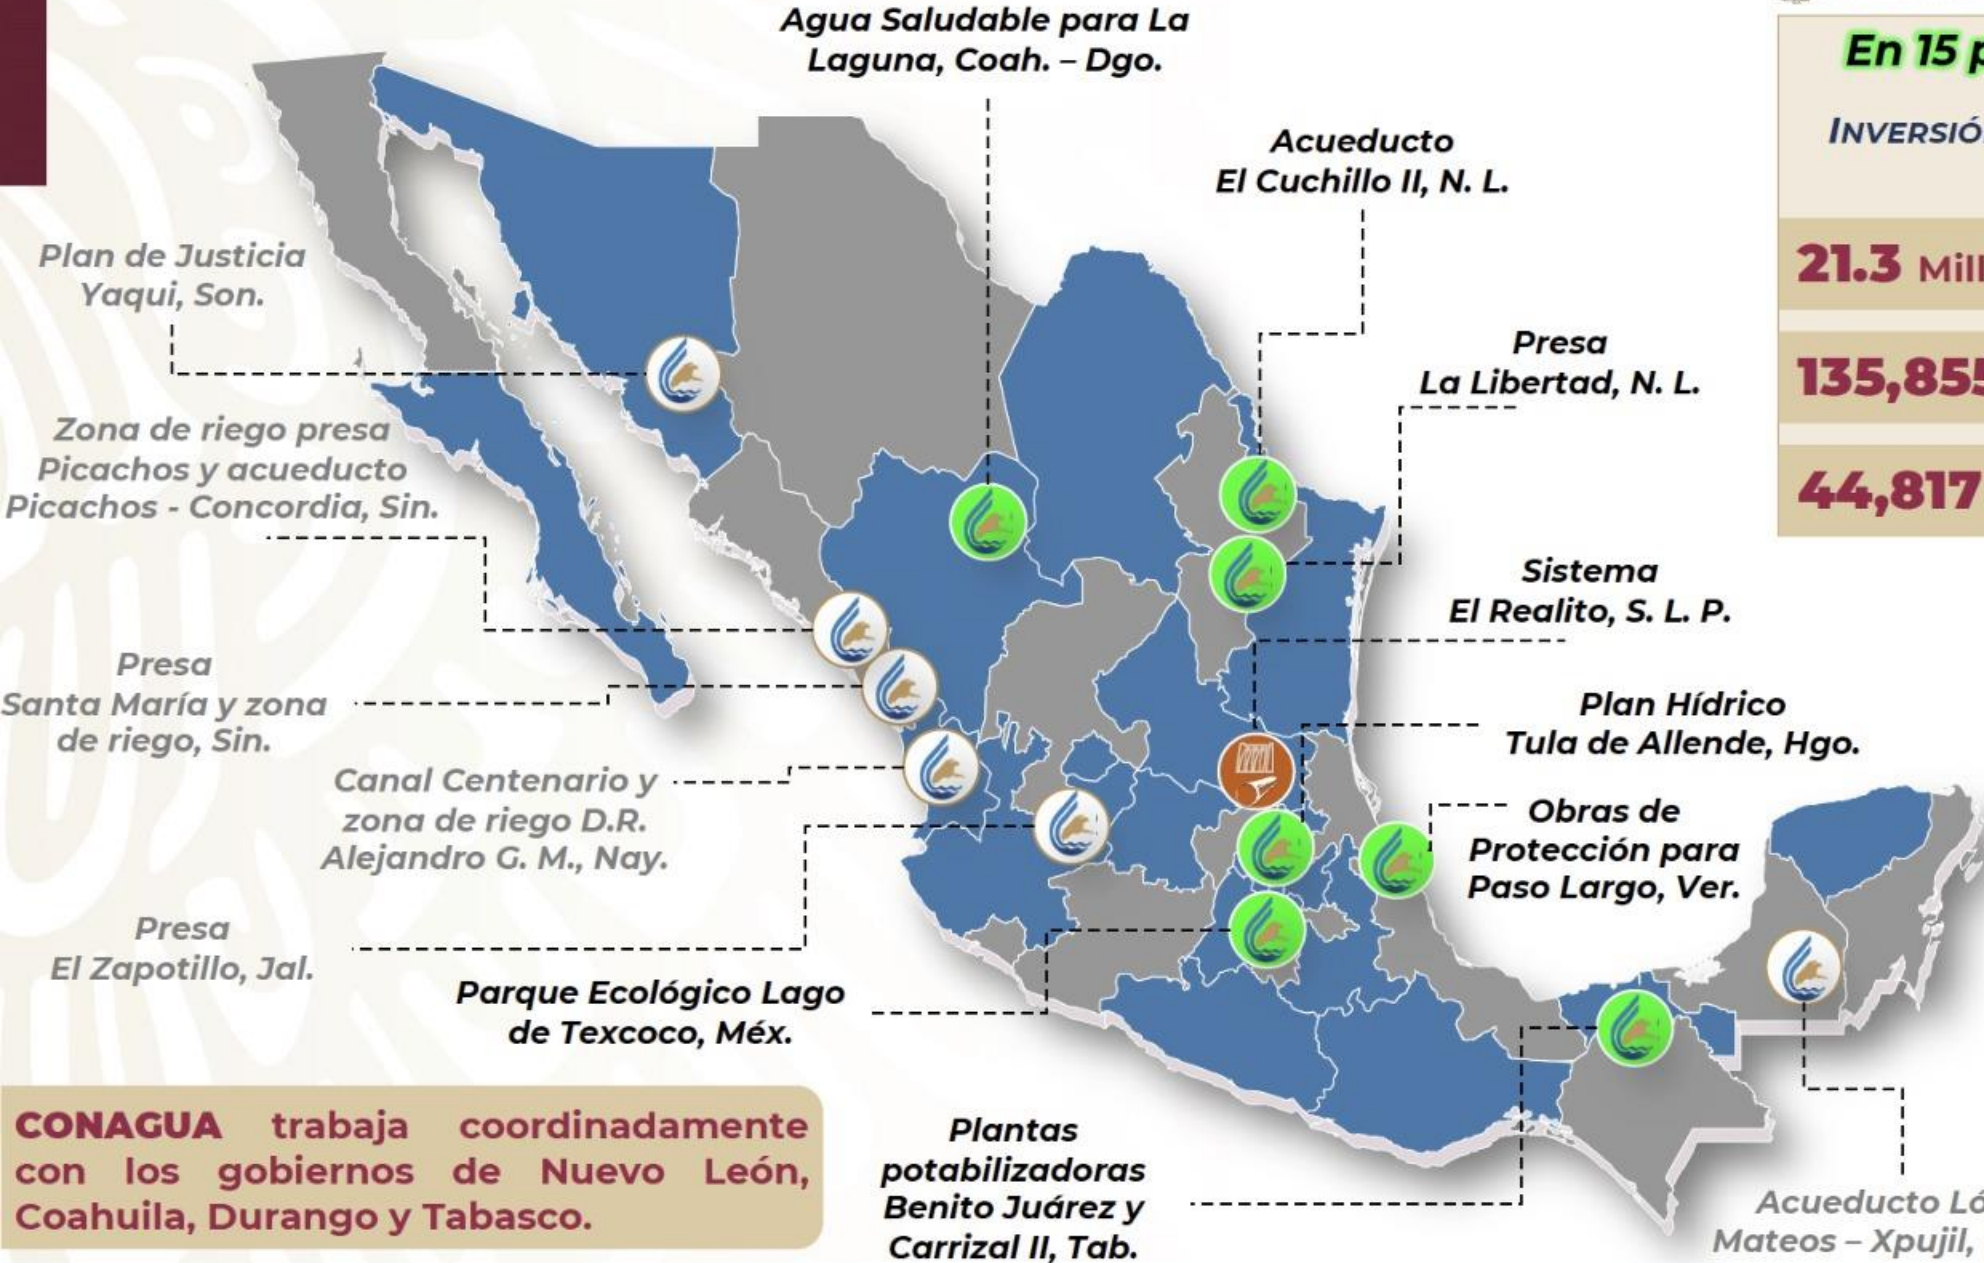 Agua Saludable para La
Laguna, Coah. – Dgo.
Acueducto
El Cuchillo II, N. L.
Presa
La Libertad, N. L.
Sistema
El Realito, S. L. P.
Plan Hídrico
Tula de Allende, Hgo.
Obras de
Protección para
Paso Largo, Ver.
Plan de Justicia
Yaqui, Son.
Zona de riego presa
Picachos y acueducto
Picachos - Concordia, Sin.
Presa
Santa María y zona
de riego, Sin.
Canal Centenario y
zona de riego D.R.
Alejandro G. M., Nay.
Presa
El Zapotillo, Jal.
Parque Ecológico Lago
de Texcoco, Méx.
Plantas
potabilizadoras
Benito Juárez y
Carrizal II, Tab.
Acueducto Ló
Mateos – Xpujil,
CONAGUA trabaja coordinadamente
con los gobiernos de Nuevo León,
Coahuila, Durango y Tabasco.
En 15 p
INVERSIÓ
21.3 Mill
135,855
44,817